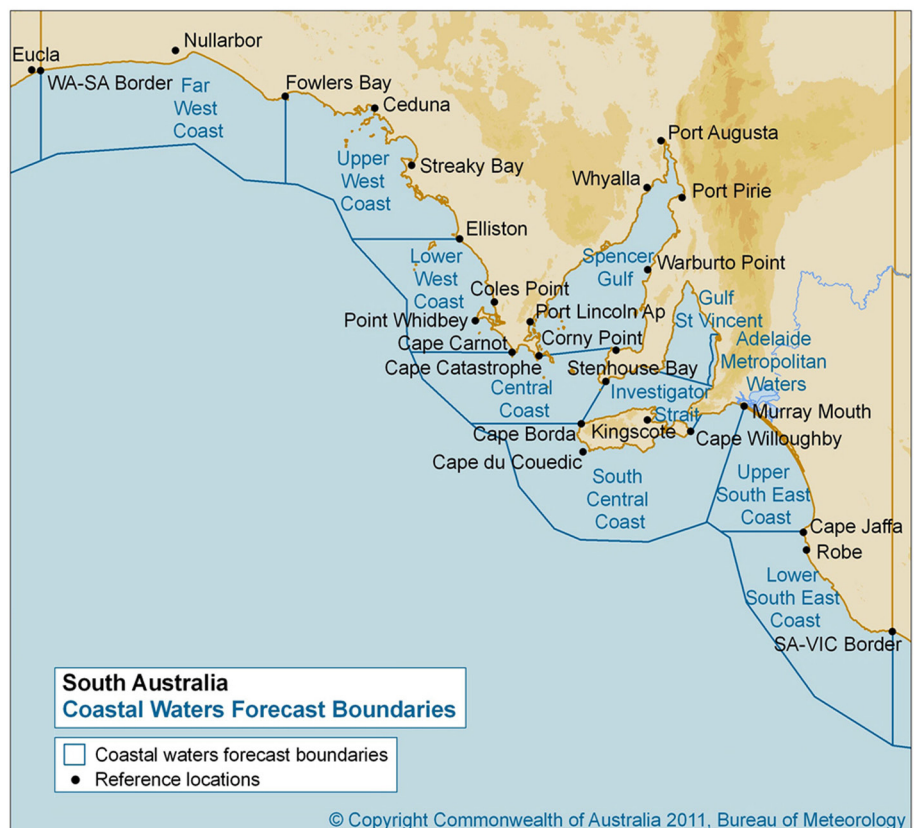 Nullarbor
Eucla
WA-SA Border
Far
West
Coast
Fowlers Bay
Ceduna
Upper
West
Coast
Streaky Bay
Port Augusta
Whyalla
Port Pirie
Elliston
Lower
West
Coast
Spencer
Gulf
Warburto Point
Coles Point
Gulf
St Vincent
Point Whidbey
Port Lincoln Ap
Cape Carnot
Corny Point
Adelaide
Metropolitan
Waters
Cape Catastrophe
Stenhouse Bay
Central
Coast
Investigator
Strait
Murray Mouth
Cape Borda
Kingscote
Cape Willoughby
Cape du Couedic
South
Central
Coast
Upper
South East
Coast
Cape Jaffa
Robe
Lower
South East
Coast
SA-VIC Border
South Australia
Coastal Waters Forecast Boundaries
Coastal waters forecast boundaries
Reference locations
© Copyright Commonwealth of Australia 2011, Bureau of Meteorology